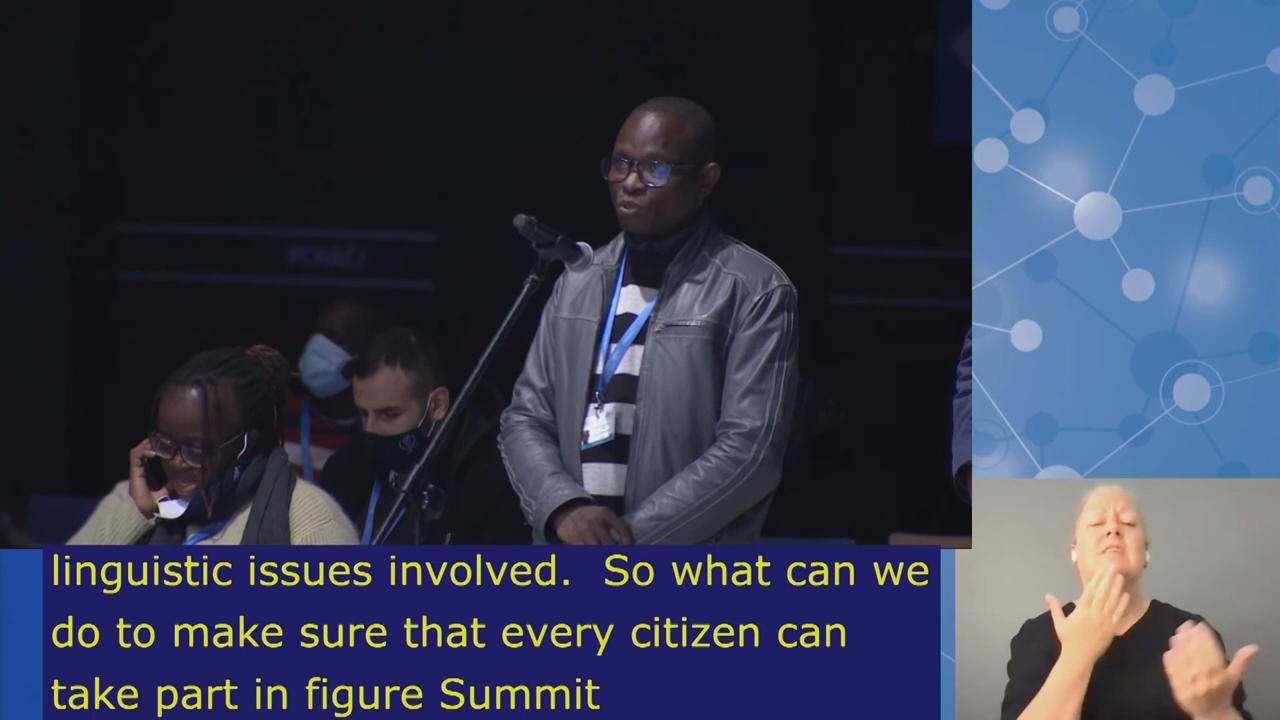 linguistic issues involved.  So what can we
do to make sure that every citizen can
take part in figure Summit